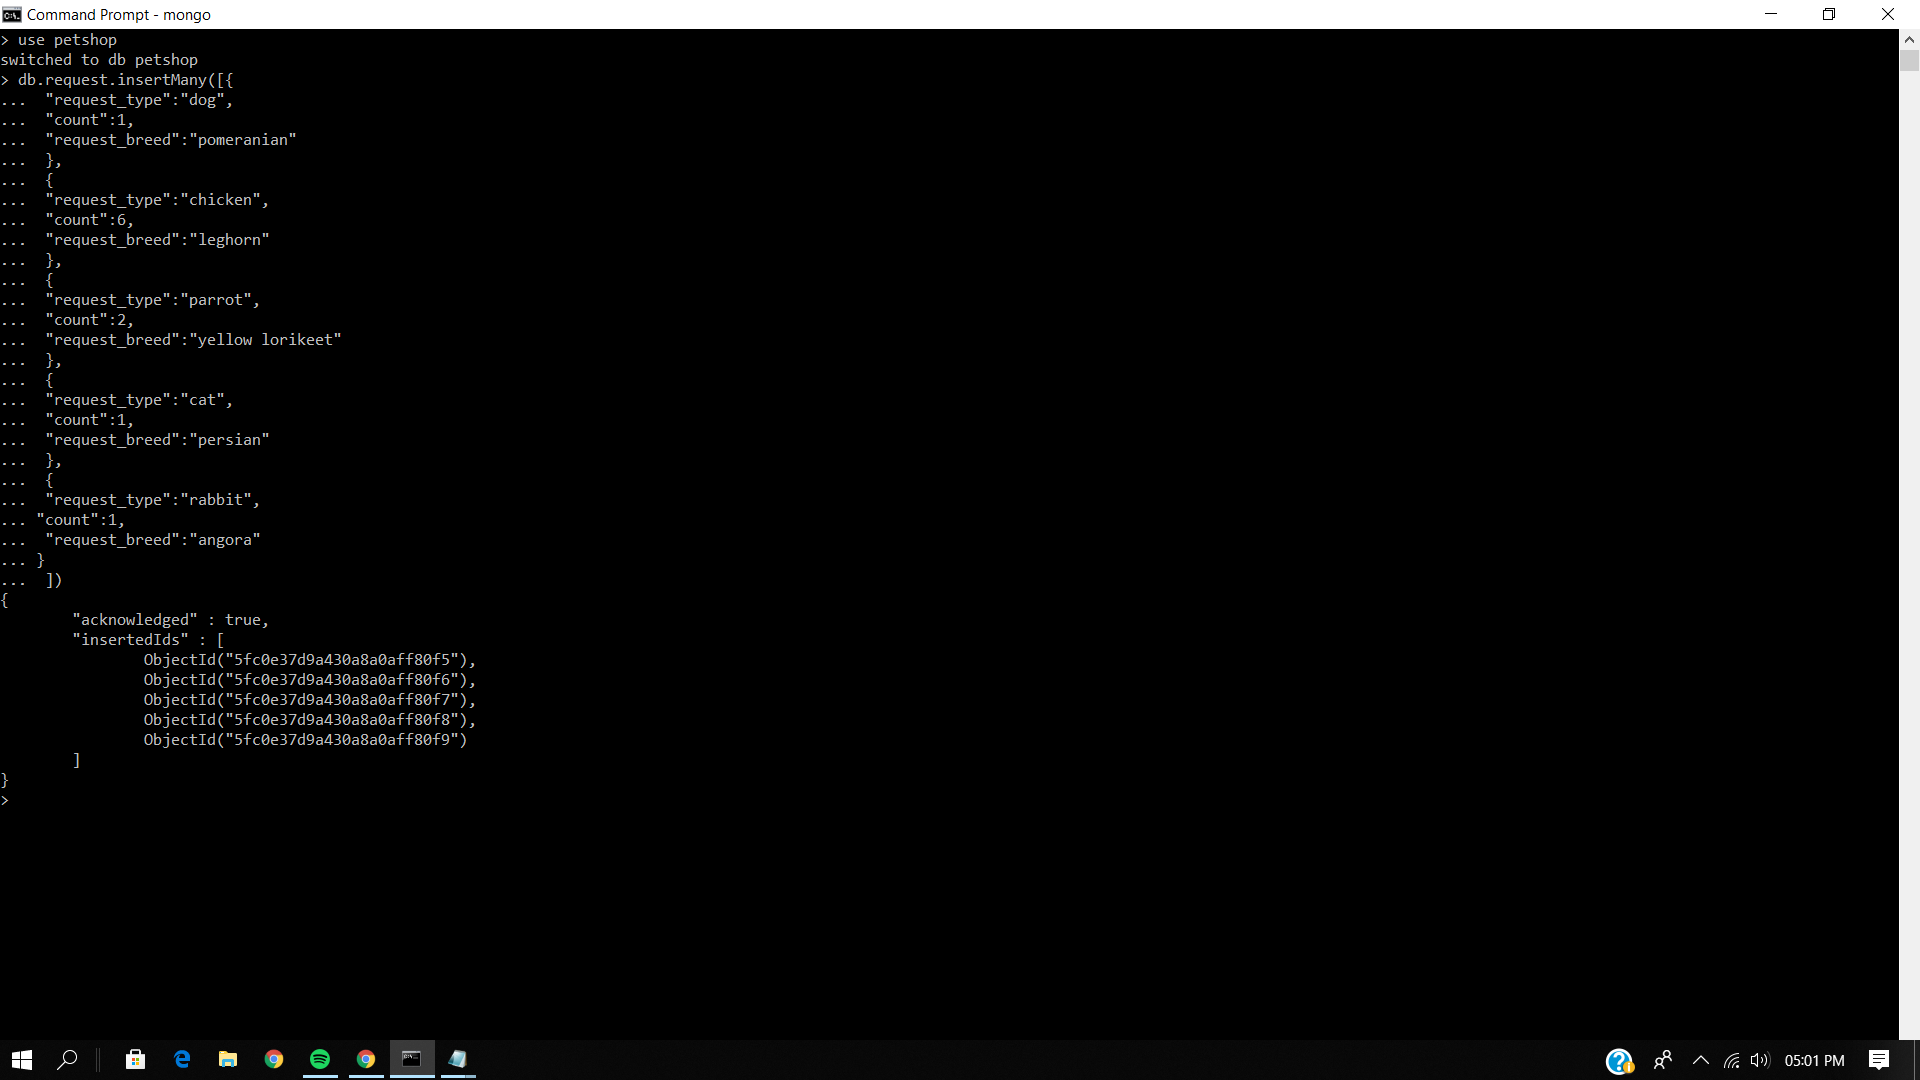 Command Prompt - mongo
> use petshop
switched to db petshop
> db.request.insertMany([{
...  "request_type":"dog",
...  "count":1,
...  "request_breed":"pomeranian"
...  },
...  {
...  "request_type":"chicken",
...  "count":6,
...  "request_breed":"leghorn"
...  },
...  {
...  "request_type":"parrot",
...  "count":2,
...  "request_breed":"yellow lorikeet"
...  },
...  {
...  "request_type":"cat",
...  "count":1,
...  "request_breed":"persian"
...  },
...  {
...  "request_type":"rabbit",
... "count":1,
...  "request_breed":"angora"
... }
...  ])
{
        "acknowledged" : true,
        "insertedIds" : [
                ObjectId("5fc0e37d9a430a8a0aff80f5"),
                ObjectId("5fc0e37d9a430a8a0aff80f6"),
                ObjectId("5fc0e37d9a430a8a0aff80f7"),
                ObjectId("5fc0e37d9a430a8a0aff80f8"),
                ObjectId("5fc0e37d9a430a8a0aff80f9")
        ]
}
>
05:01 PM